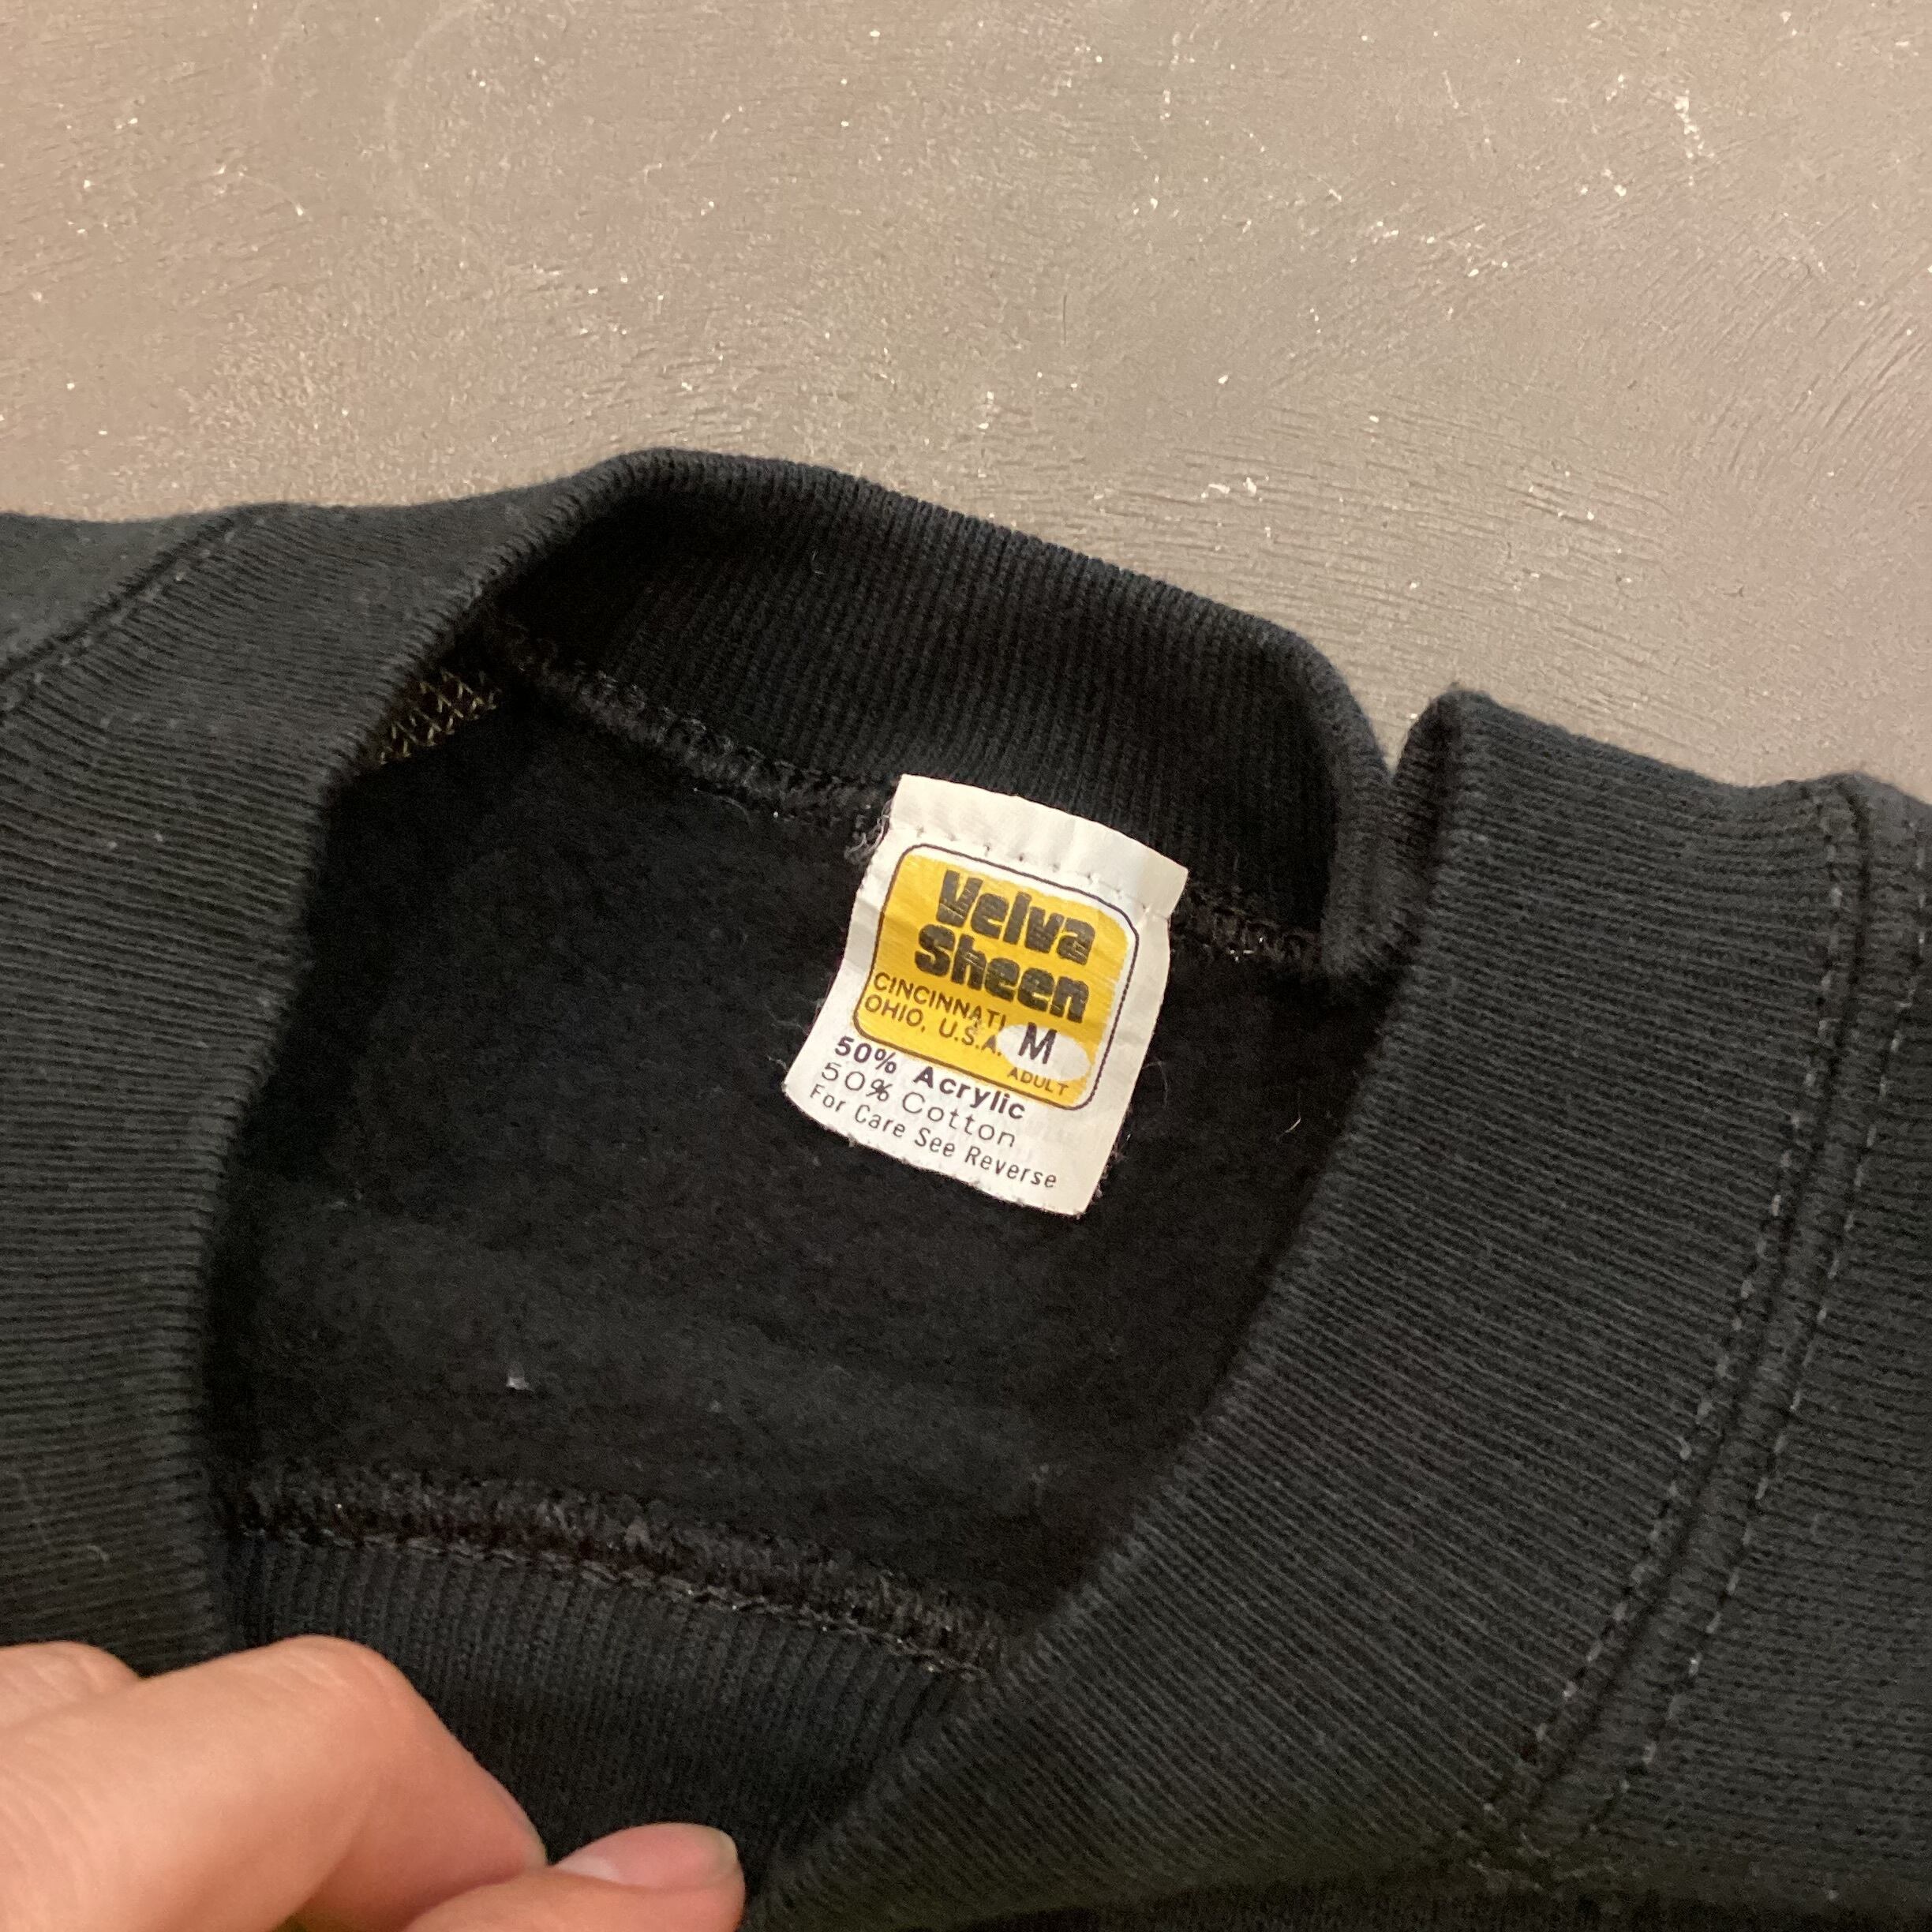 Velva
Sheen
CINCINNATI
OHIO, U.S.A.
M
ADULT
50% Acrylic
50% Cotton
For Care See Reverse